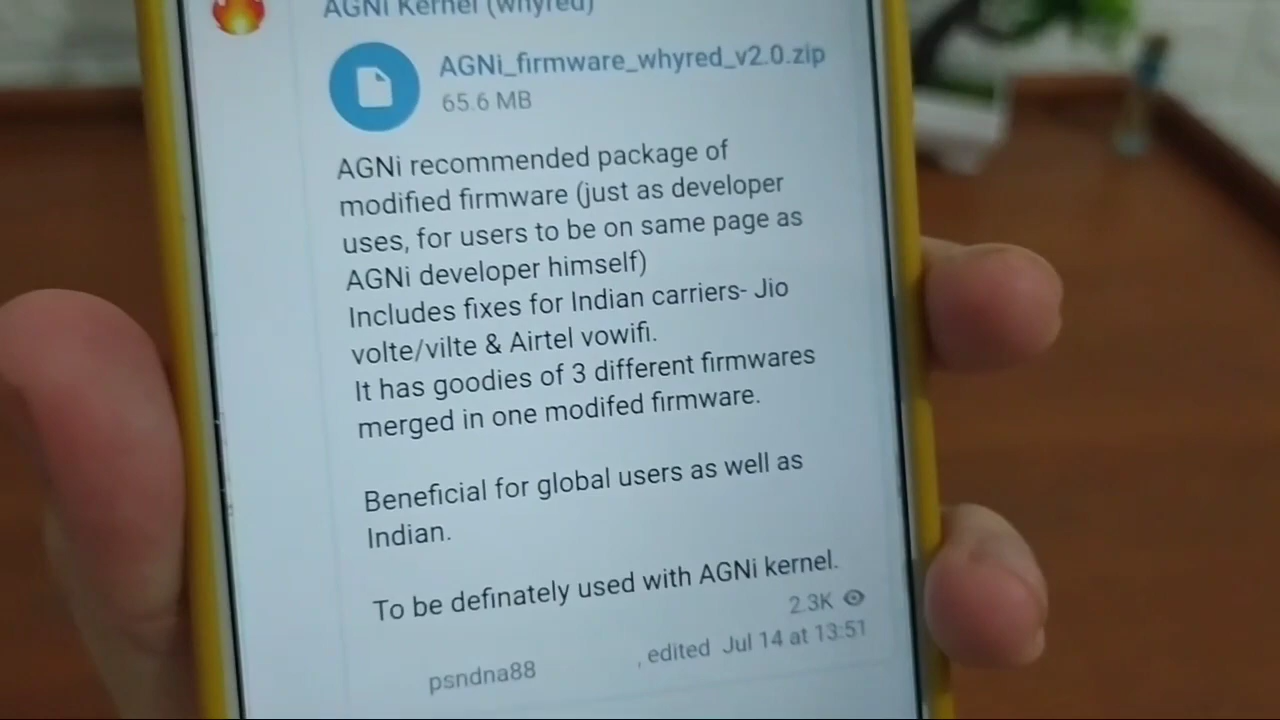 AGNi Kernel (whyred)
AGNi_firmware_whyred_v2.0.zip
65.6 MB
AGNi recommended package of
modified firmware (just as developer
uses, for users to be on same page as
AGNi developer himself)
Includes fixes for Indian carriers- Jio
volte/vilte & Airtel vowifi.
It has goodies of 3 different firmwares
merged in one modifed firmware.
Beneficial for global users as well as
Indian.
To be definately used with AGNi kernel.
2.3K
psndna88 , edited Jul 14 at 13:51